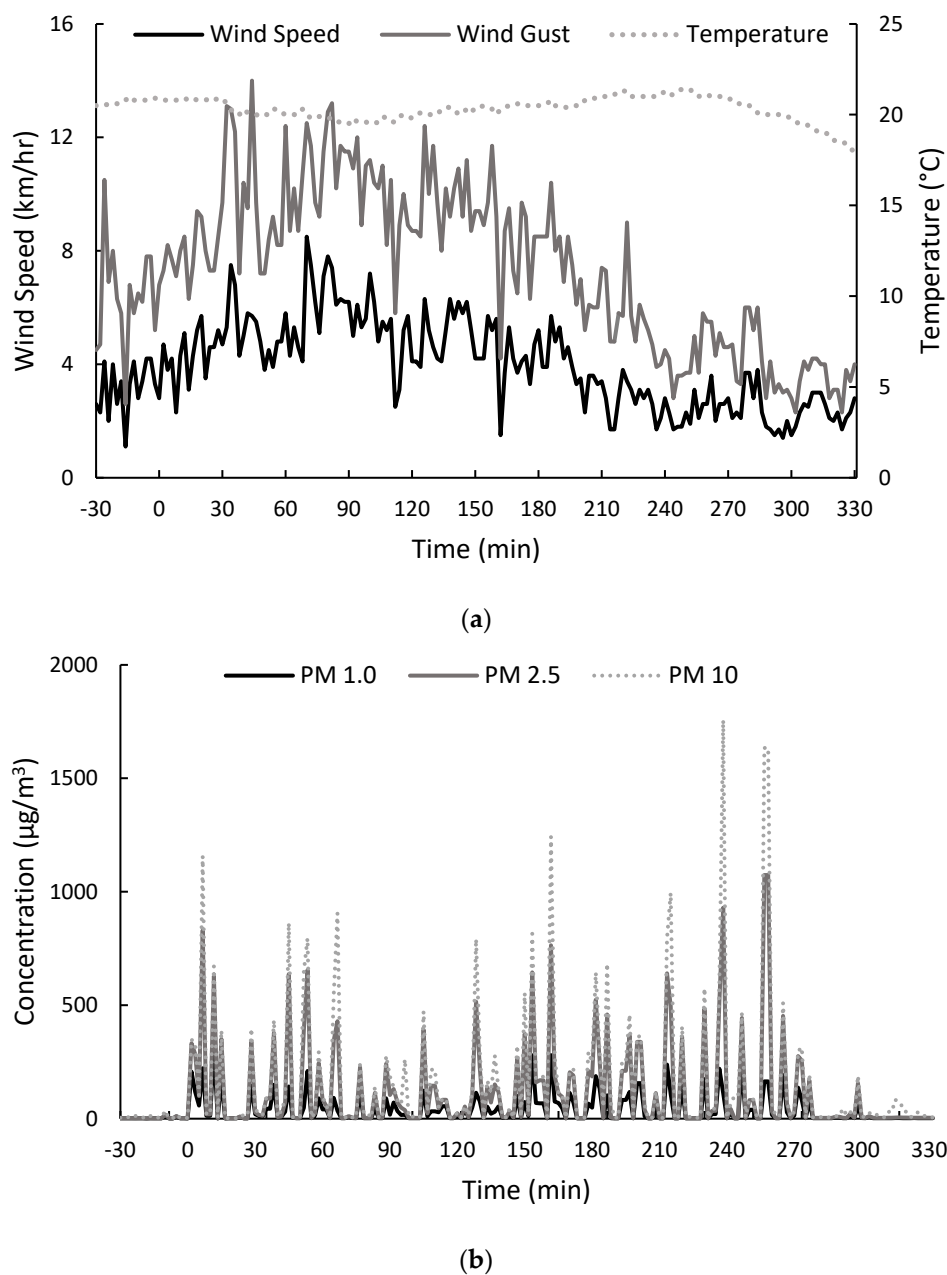 Wind Speed Wind Gust Temperature
16
12
8
4
0
25
20
15
10
5
0
Wind Speed (km/hr)
Temperature (°C)
-30 0 30 60 90 120 150 180 210 240 270 300 330
Time (min)
(a)
PM 1.0 PM 2.5 PM 10
2000
1500
1000
500
0
Concentration (µg/m³)
-30 0 30 60 90 120 150 180 210 240 270 300 330
Time (min)
(b)